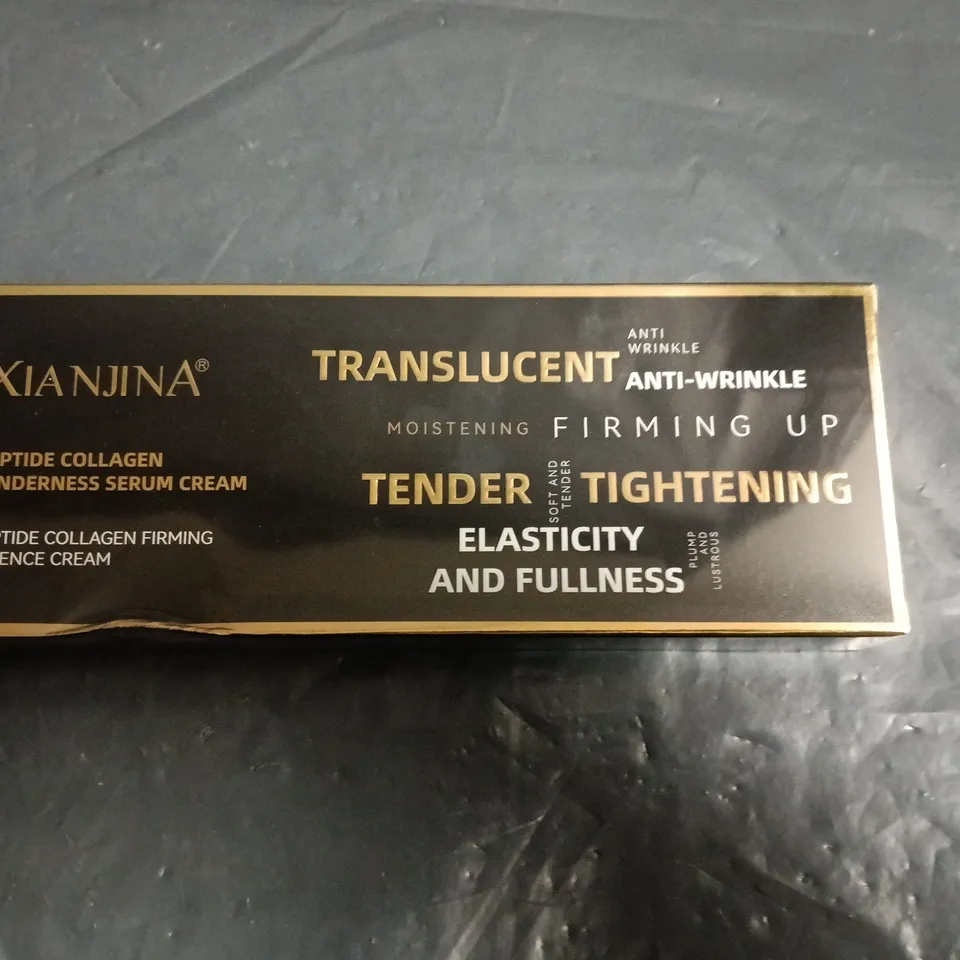 XIANJINA®
PTIDE COLLAGEN
NDERNESS SERUM CREAM
PTIDE COLLAGEN FIRMING
ENCE CREAM
TRANSLUCENT
ANTI
WRINKLE
ANTI-WRINKLE
MOISTENING FIRMING UP
TENDER
SOFT AND
TENDER
TIGHTENING
ELASTICITY
AND FULLNESS
PLUMP
AND
LUSTROUS